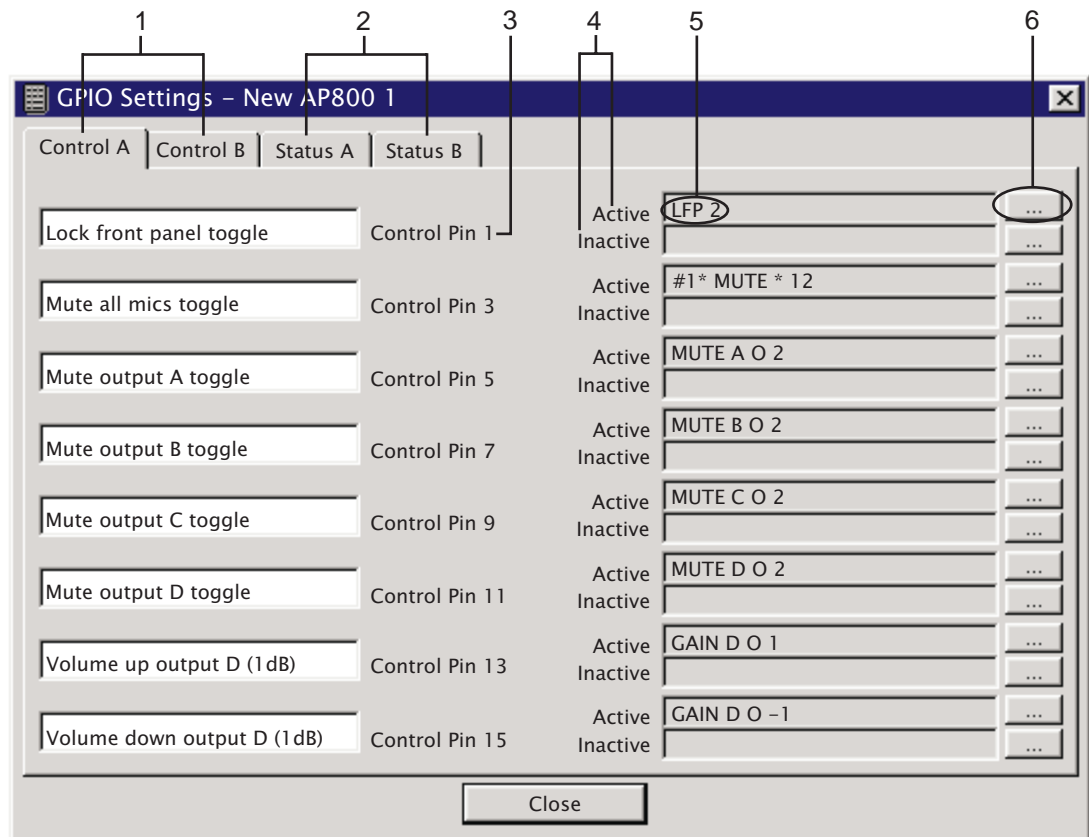 1 2 3 4 5 6
GPIO Settings – New AP800 1
Control A Control B Status A Status B
Lock front panel toggle Control Pin 1 Active LFP 2 ...
Inactive ...
Mute all mics toggle Control Pin 3 Active #1* MUTE * 12 ...
Inactive ...
Mute output A toggle Control Pin 5 Active MUTE A O 2 ...
Inactive ...
Mute output B toggle Control Pin 7 Active MUTE B O 2 ...
Inactive ...
Mute output C toggle Control Pin 9 Active MUTE C O 2 ...
Inactive ...
Mute output D toggle Control Pin 11 Active MUTE D O 2 ...
Inactive ...
Volume up output D (1dB) Control Pin 13 Active GAIN D O 1 ...
Inactive ...
Volume down output D (1dB) Control Pin 15 Active GAIN D O –1 ...
Inactive ...
Close